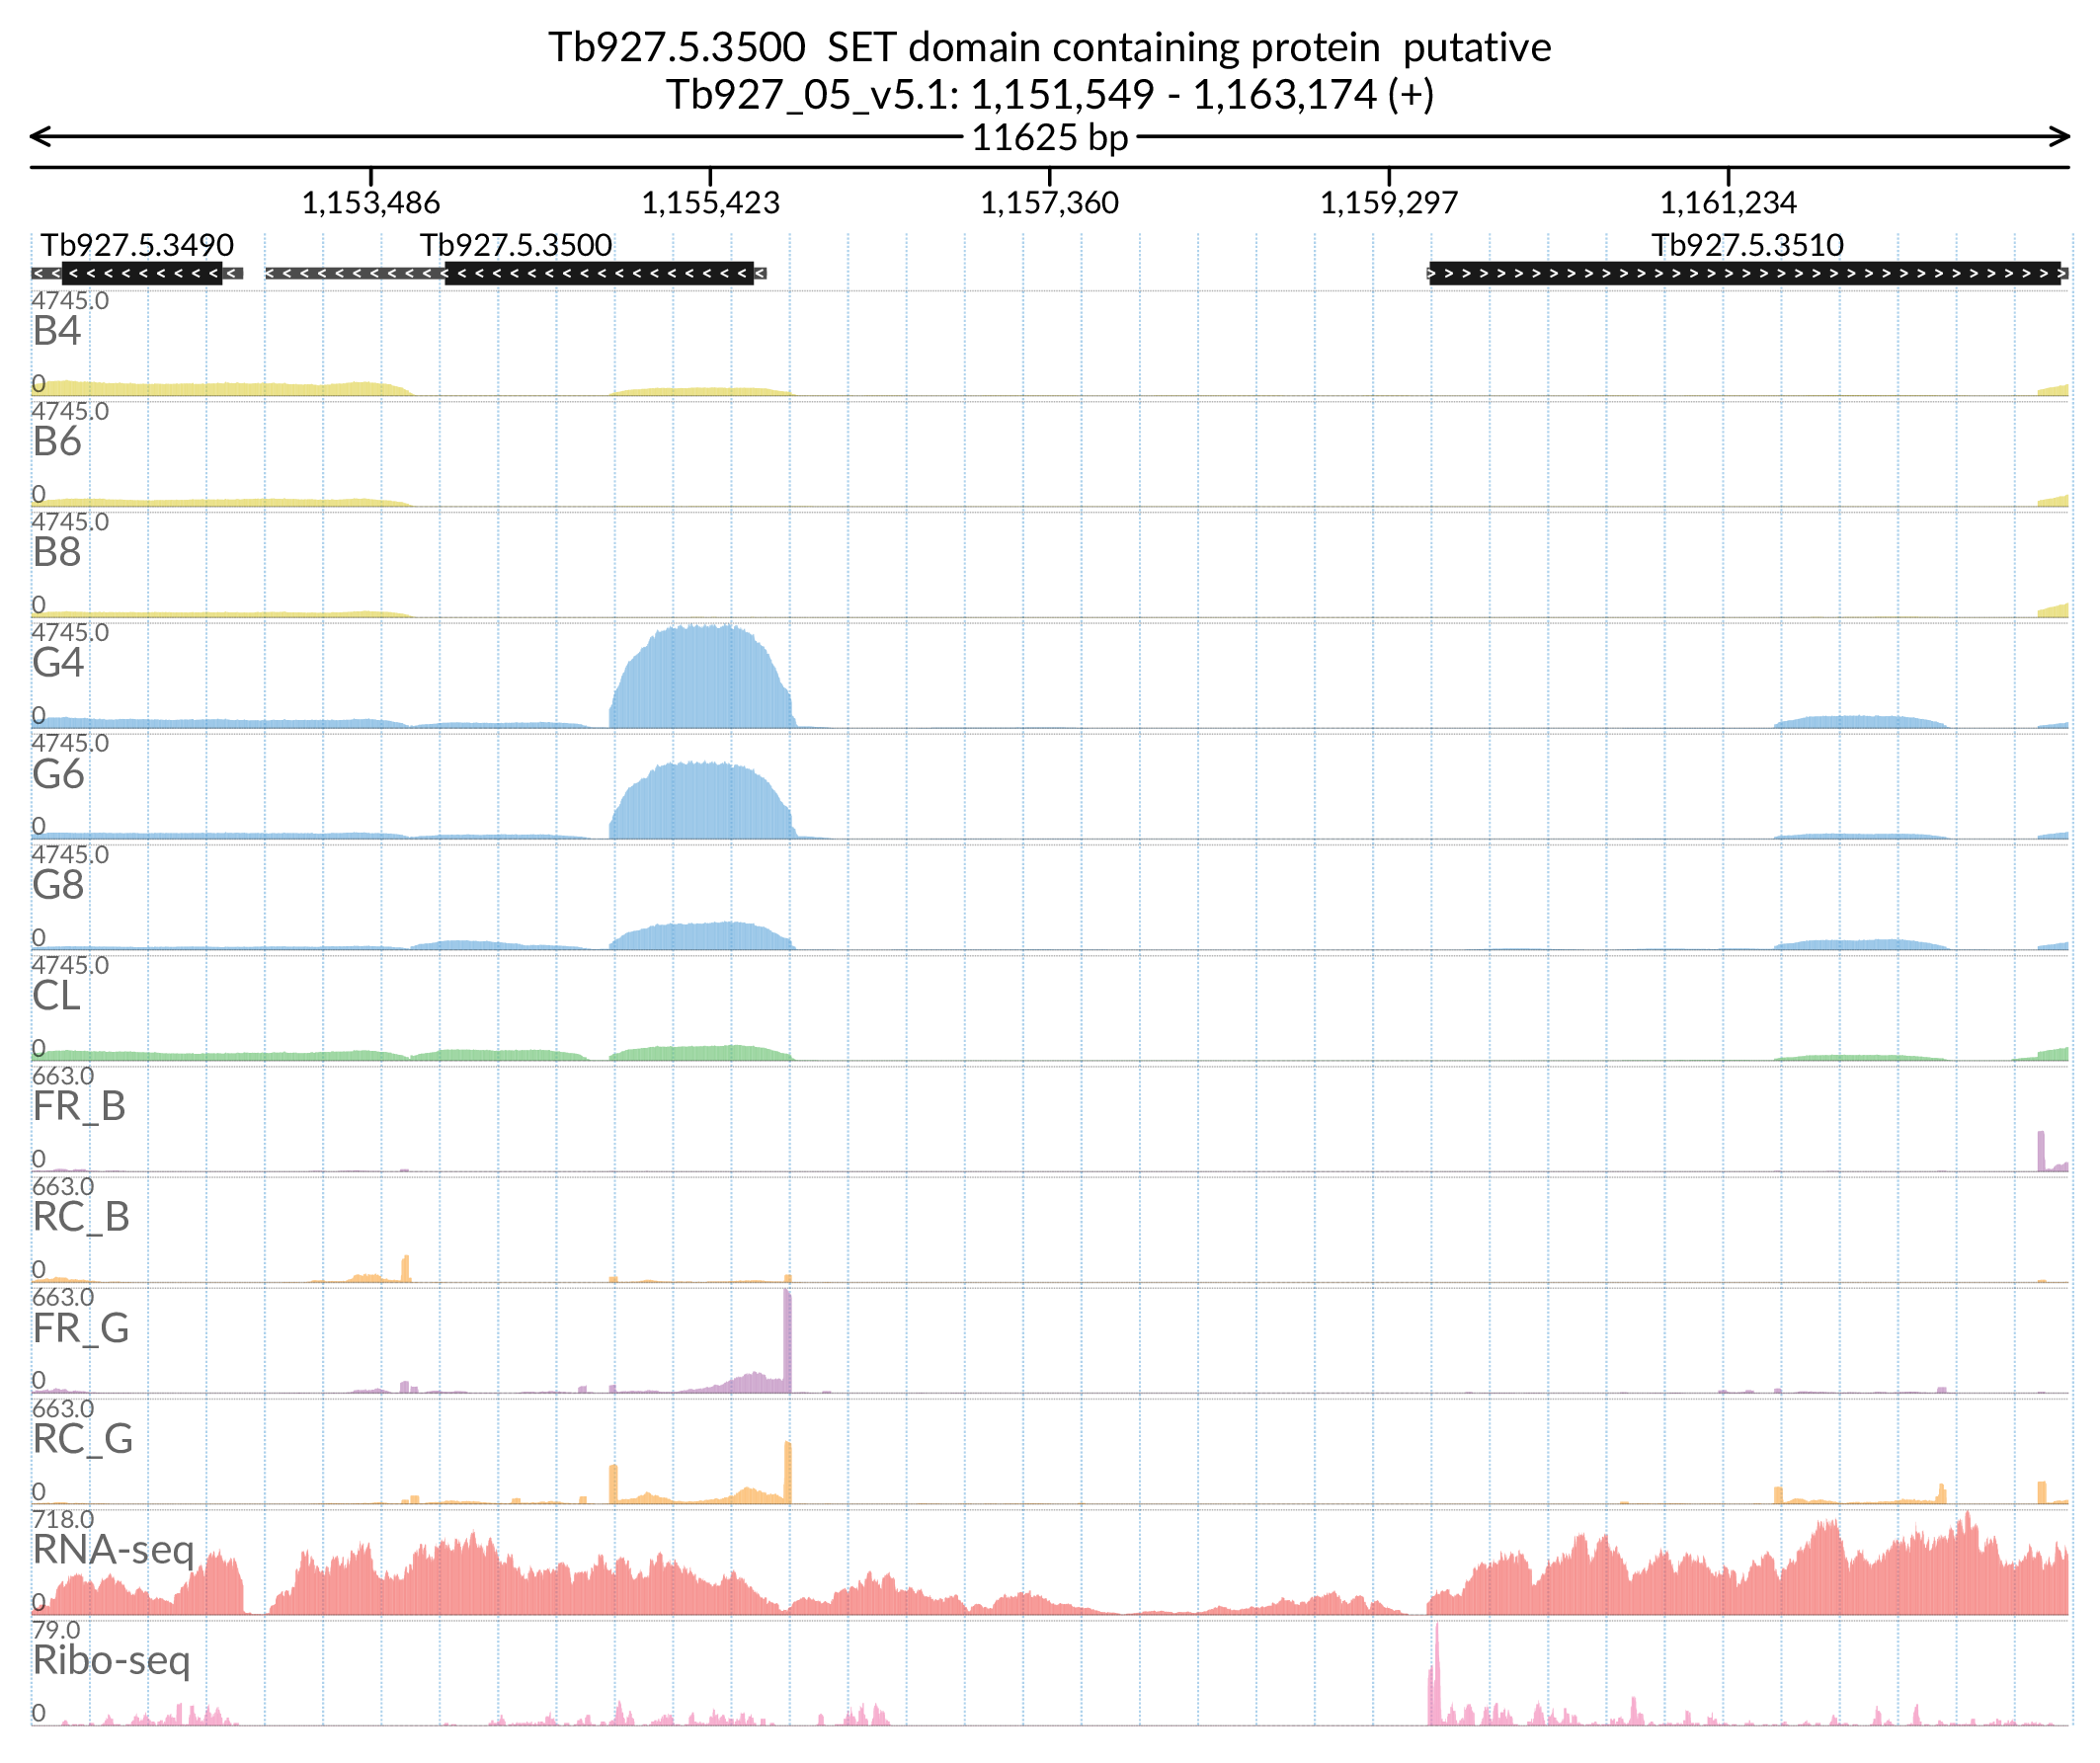 Tb927.5.3500  SET domain containing protein  putative
Tb927_05_v5.1: 1,151,549 - 1,163,174 (+)
11625 bp
1,153,486 1,155,423 1,157,360 1,159,297 1,161,234
Tb927.5.3490 Tb927.5.3500 Tb927.5.3510
4745.0
B4
0
4745.0
B6
0
4745.0
B8
0
4745.0
G4
0
4745.0
G6
0
4745.0
G8
0
4745.0
CL
0
663.0
FR_B
0
663.0
RC_B
0
663.0
FR_G
0
663.0
RC_G
0
718.0
RNA-seq
0
79.0
Ribo-seq
0